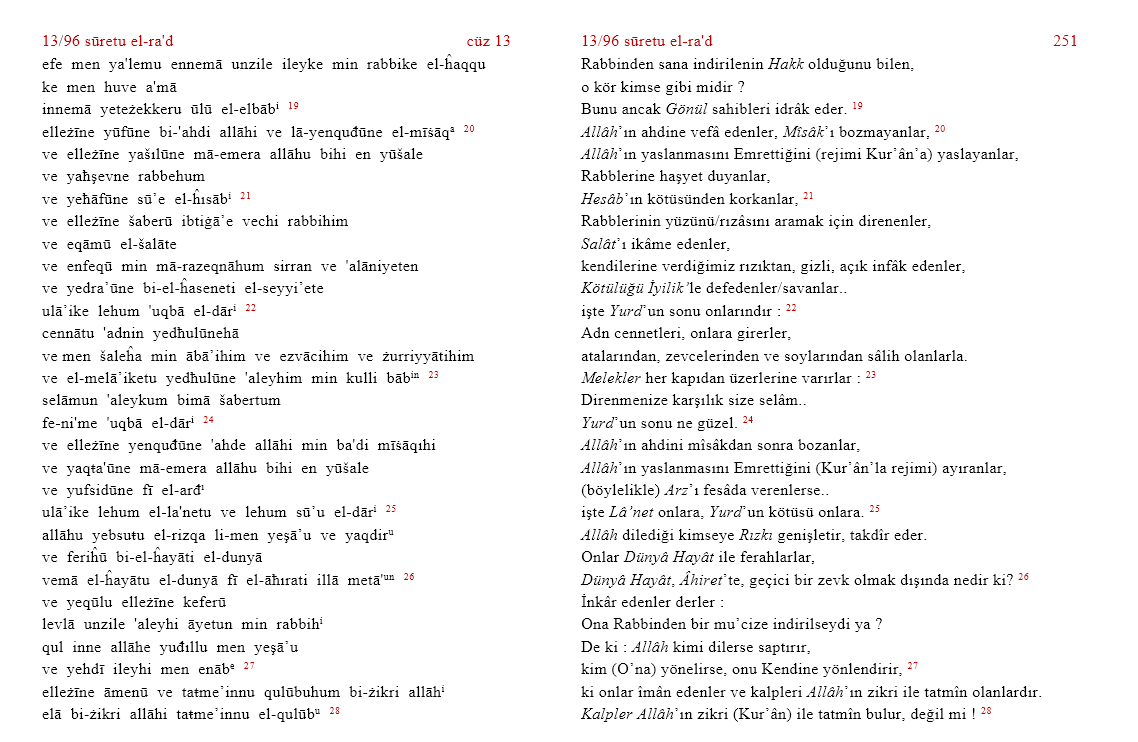 13/96 sūretu el-ra'd cüz 13
efe men ya'lemu ennemā unzile ileyke min rabbike el-ĥaqqu
ke men huve a'mā
innemā yeteżekkeru ūlū el-elbābⁱ 19
elleżīne yūfūne bi-'ahdi allāhi ve lā-yenquđūne el-mīṡāqᵃ 20
ve elleżīne yašılūne mā-emera allāhu bihi en yūšale
ve yaħşevne rabbehum
ve yeħāfūne sū’e el-ĥısābⁱ 21
ve elleżīne šaberū ibtiġā’e vechi rabbihim
ve eqāmū el-šalāte
ve enfeqū min mā-razeqnāhum sirran ve 'alāniyeten
ve yedra’ūne bi-el-ĥaseneti el-seyyi’ete
ulā’ike lehum 'uqbā el-dārⁱ 22
cennātu 'adnin yedħulūnehā
ve men šaleĥa min ābā’ihim ve ezvācihim ve żurriyyātihim
ve el-melā’iketu yedħulūne 'aleyhim min kulli bābⁱⁿ 23
selāmun 'aleykum bimā šabertum
fe-ni'me 'uqbā el-dārⁱ 24
ve elleżīne yenquđūne 'ahde allāhi min ba'di mīṡāqıhi
ve yaqŧa'ūne mā-emera allāhu bihi en yūšale
ve yufsidūne fī el-arđᶦ
ulā’ike lehum el-la'netu ve lehum sū’u el-dārⁱ 25
allāhu yebsuŧu el-rizqa li-men yeşā’u ve yaqdirᵘ
ve feriĥū bi-el-ĥayāti el-dunyā
vemā el-ĥayātu el-dunyā fī el-āħırati illā metā'ᵘⁿ 26
ve yeqūlu elleżīne keferū
levlā unzile 'aleyhi āyetun min rabbihⁱ
qul inne allāhe yuđıllu men yeşā’u
ve yehdī ileyhi men enābᵉ 27
elleżīne āmenū ve taŧme’innu qulūbuhum bi-żikri allāhⁱ
elā bi-żikri allāhi taŧme’innu el-qulūbᵘ 28
13/96 sūretu el-ra'd 251
Rabbinden sana indirilenin Hakk olduğunu bilen,
o kör kimse gibi midir ?
Bunu ancak Gönül sahibleri idrâk eder. 19
Allâh’ın ahdine vefâ edenler, Mîsâk’ı bozmayanlar, 20
Allâh’ın yaslanmasını Emrettiğini (rejimi Kur’ân’a) yaslayanlar,
Rabblerine haşyet duyanlar,
Hesâb’ın kötüsünden korkanlar, 21
Rabblerinin yüzünü/rızâsını aramak için direnenler,
Salât’ı ikâme edenler,
kendilerine verdiğimiz rızıktan, gizli, açık infâk edenler,
Kötülüğü İyilik’le defedenler/savanlar..
işte Yurd’un sonu onlarındır : 22
Adn cennetleri, onlara girerler,
atalarından, zevcelerinden ve soylarından sâlih olanlarla.
Melekler her kapıdan üzerlerine varırlar : 23
Direnmenize karşılık size selâm..
Yurd’un sonu ne güzel. 24
Allâh’ın ahdini mîsâkdan sonra bozanlar,
Allâh’ın yaslanmasını Emrettiğini (Kur’ân’la rejimi) ayıranlar,
(böylelikle) Arz’ı fesâda verenlerse..
işte Lâ’net onlara, Yurd’un kötüsü onlara. 25
Allâh dilediği kimseye Rızkı genişletir, takdîr eder.
Onlar Dünyâ Hayât ile ferahlarlar,
Dünyâ Hayât, Âhiret’te, geçici bir zevk olmak dışında nedir ki? 26
İnkâr edenler derler :
Ona Rabbinden bir mu’cize indirilseydi ya ?
De ki : Allâh kimi dilerse saptırır,
kim (O’na) yönelirse, onu Kendine yönlendirir, 27
ki onlar îmân edenler ve kalpleri Allâh’ın zikri ile tatmîn olanlardır.
Kalpler Allâh’ın zikri (Kur’ân) ile tatmîn bulur, değil mi ! 28